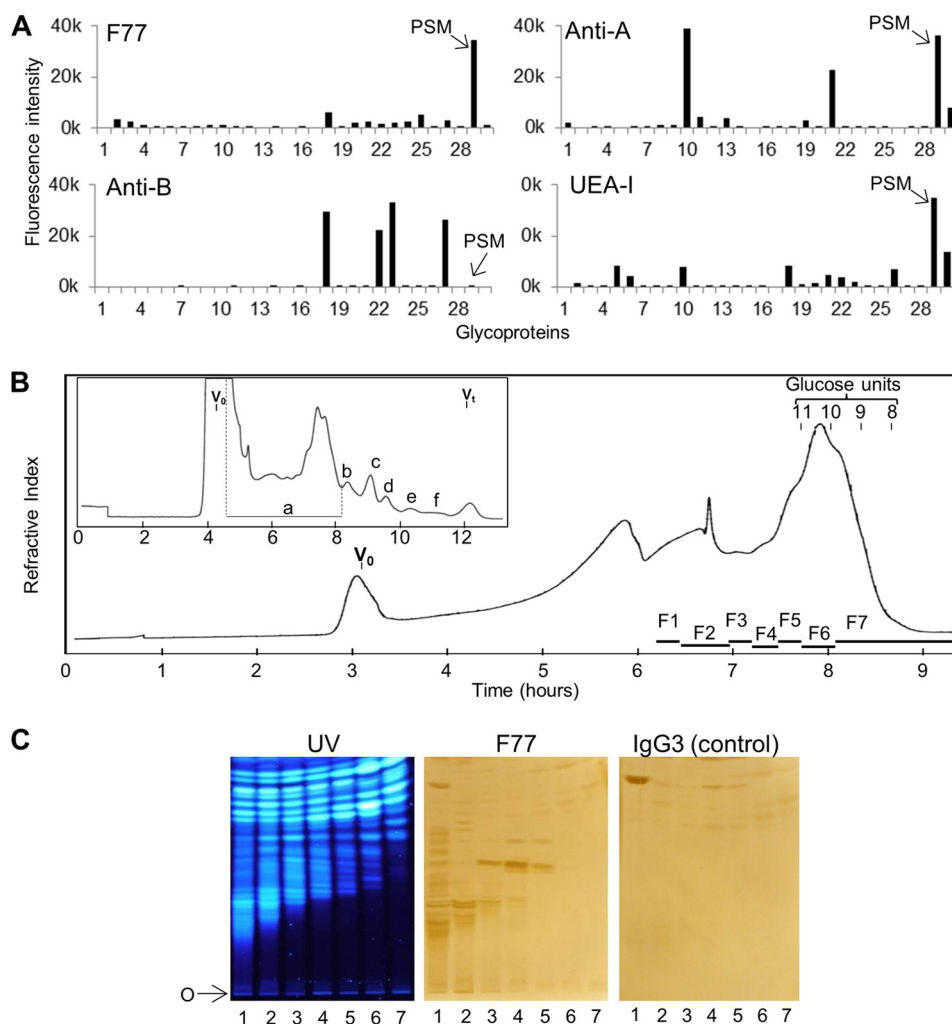 A
F77
PSM
Anti-A
PSM
40k
20k
0k
1 4 7 10 13 16 19 22 25 28
40k
20k
0k
1 4 7 10 13 16 19 22 25 28
Fluorescence intensity
Anti-B
PSM
UEA-I
PSM
40k
20k
0k
1 4 7 10 13 16 19 22 25 28
0k
0k
0k
1 4 7 10 13 16 19 22 25 28
Glycoproteins
B
Refractive Index
V0
Vt
a
b
c
d
e
f
0 2 4 6 8 10 12
Glucose units
11 10 9 8
V0
F1
F2
F3
F4
F5
F6
F7
0 1 2 3 4 5 6 7 8 9
Time (hours)
C
UV
F77
IgG3 (control)
O
1 2 3 4 5 6 7
1 2 3 4 5 6 7
1 2 3 4 5 6 7